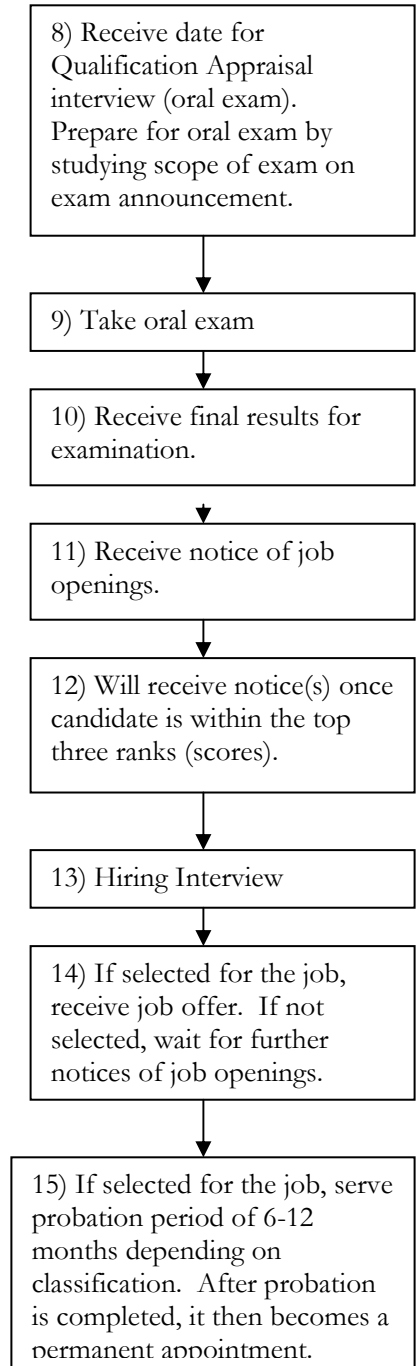 8) Receive date for
Qualification Appraisal
interview (oral exam).
Prepare for oral exam by
studying scope of exam on
exam announcement.
9) Take oral exam
10) Receive final results for
examination.
11) Receive notice of job
openings.
12) Will receive notice(s) once
candidate is within the top
three ranks (scores).
13) Hiring Interview
14) If selected for the job,
receive job offer.  If not
selected, wait for further
notices of job openings.
15) If selected for the job, serve
probation period of 6-12
months depending on
classification.  After probation
is completed, it then becomes a
permanent appointment.